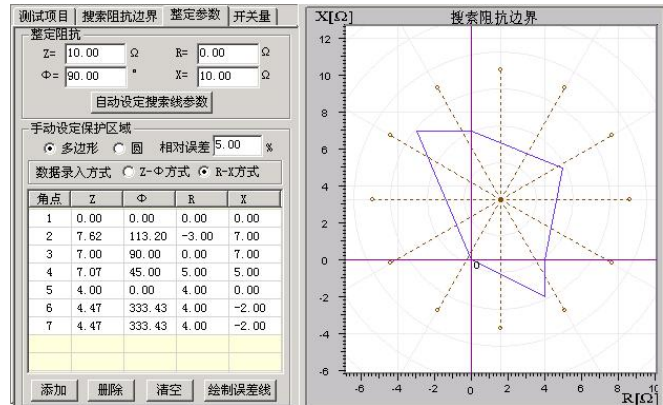 测试项目 搜索阻抗边界 整定参数 开关量
整定阻抗
Z= 10.00 Ω R= 0.00 Ω
Φ= 90.00 ° X= 10.00 Ω
自动设定搜索线参数
手动设定保护区域
多边形 圆 相对误差 5.00 %
数据录入方式 Z-Φ方式 R-X方式
角点 Z Φ R X
1 0.00 0.00 0.00 0.00
2 7.62 113.20 -3.00 7.00
3 7.00 90.00 0.00 7.00
4 7.07 45.00 5.00 5.00
5 4.00 0.00 4.00 0.00
6 4.47 333.43 4.00 -2.00
7 4.47 333.43 4.00 -2.00
添加 删除 清空 绘制误差线
X[Ω] 搜索阻抗边界
12
10
8
6
4
2
0
0
-2
-4
-6
-6 -4 -2 0 2 4 6 8 10
R[Ω]